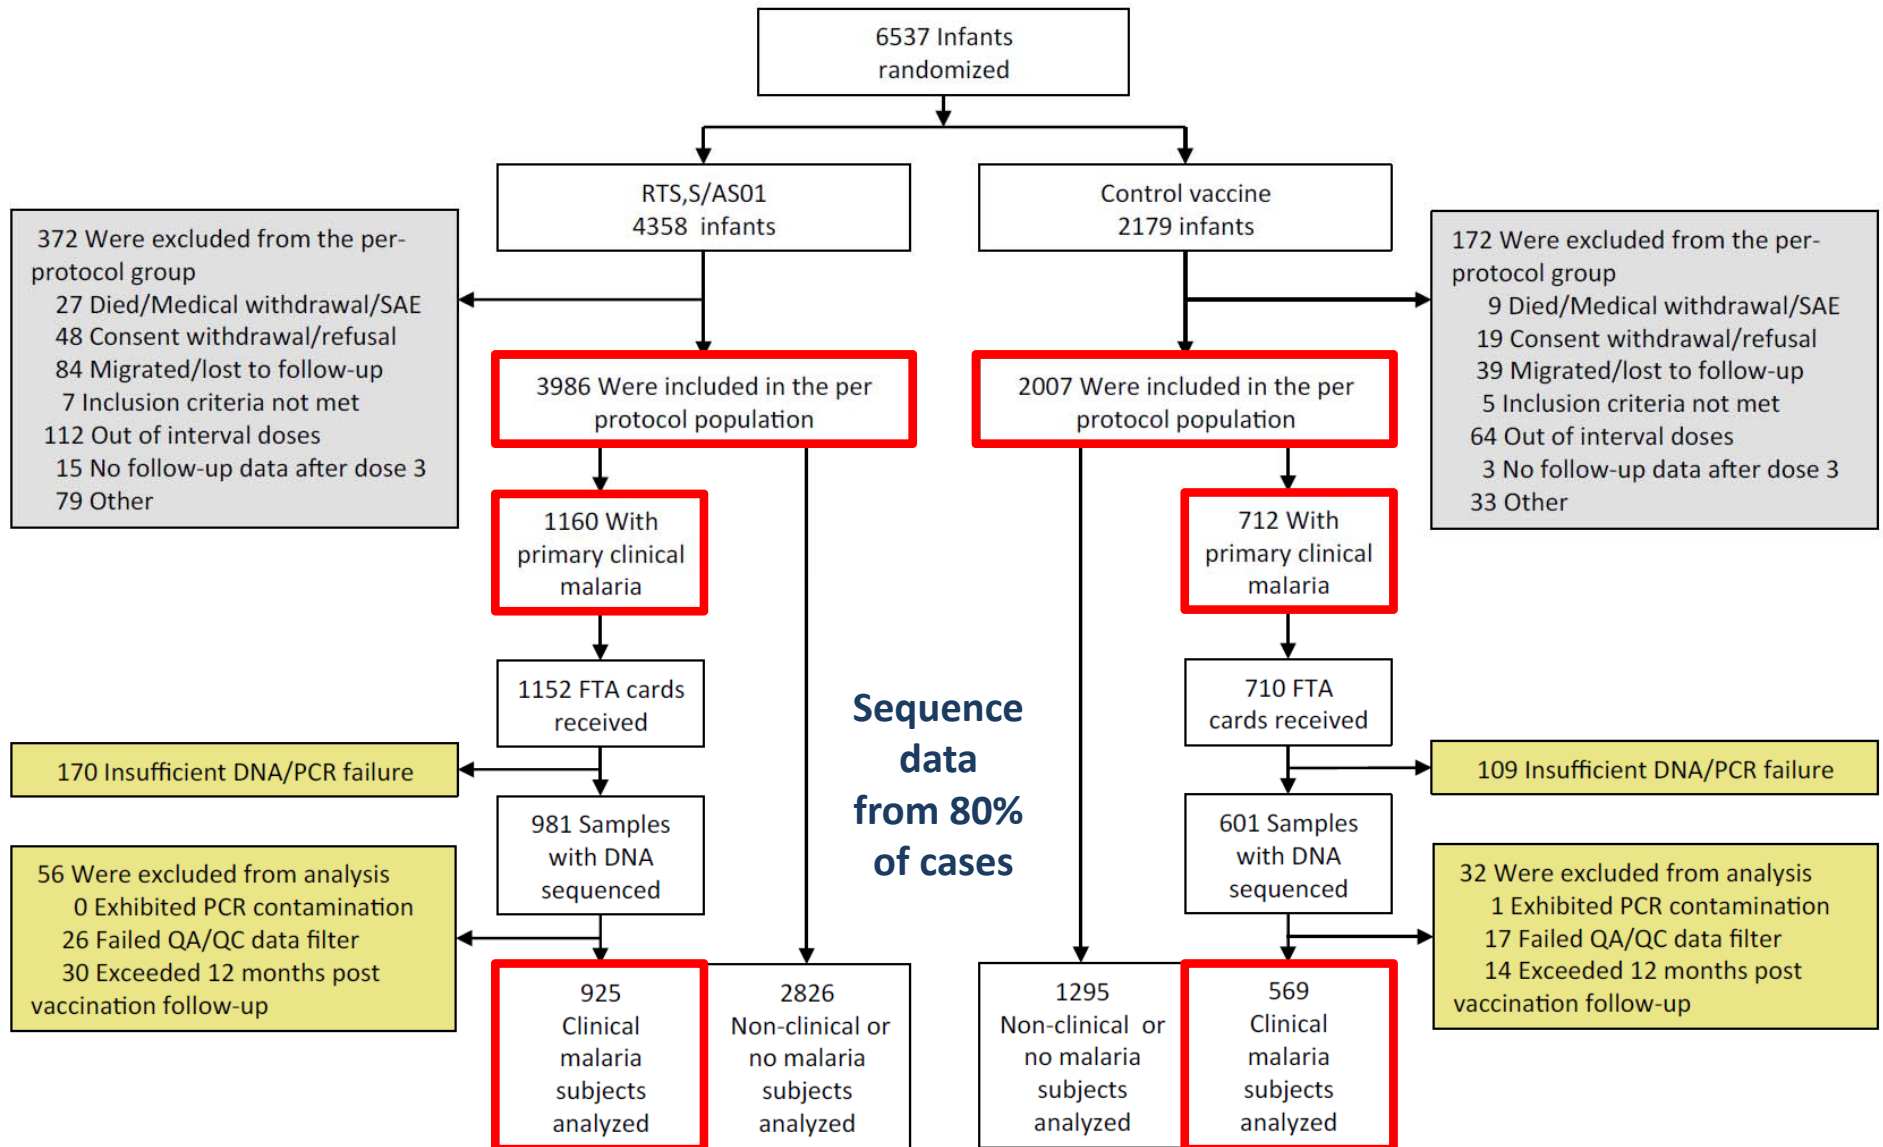 6537 Infants
randomized
RTS,S/AS01
4358 infants
Control vaccine
2179 infants
372 Were excluded from the per-
protocol group
27 Died/Medical withdrawal/SAE
48 Consent withdrawal/refusal
84 Migrated/lost to follow-up
7 Inclusion criteria not met
112 Out of interval doses
15 No follow-up data after dose 3
79 Other
172 Were excluded from the per-
protocol group
9 Died/Medical withdrawal/SAE
19 Consent withdrawal/refusal
39 Migrated/lost to follow-up
5 Inclusion criteria not met
64 Out of interval doses
3 No follow-up data after dose 3
33 Other
3986 Were included in the per
protocol population
2007 Were included in the per
protocol population
1160 With
primary clinical
malaria
712 With
primary clinical
malaria
1152 FTA cards
received
710 FTA
cards received
Sequence
data
from 80%
of cases
170 Insufficient DNA/PCR failure
109 Insufficient DNA/PCR failure
981 Samples
with DNA
sequenced
601 Samples
with DNA
sequenced
56 Were excluded from analysis
0 Exhibited PCR contamination
26 Failed QA/QC data filter
30 Exceeded 12 months post
vaccination follow-up
32 Were excluded from analysis
1 Exhibited PCR contamination
17 Failed QA/QC data filter
14 Exceeded 12 months post
vaccination follow-up
925
Clinical
malaria
subjects
analyzed
2826
Non-clinical or
no malaria
subjects
analyzed
1295
Non-clinical or
no malaria
subjects
analyzed
569
Clinical
malaria
subjects
analyzed